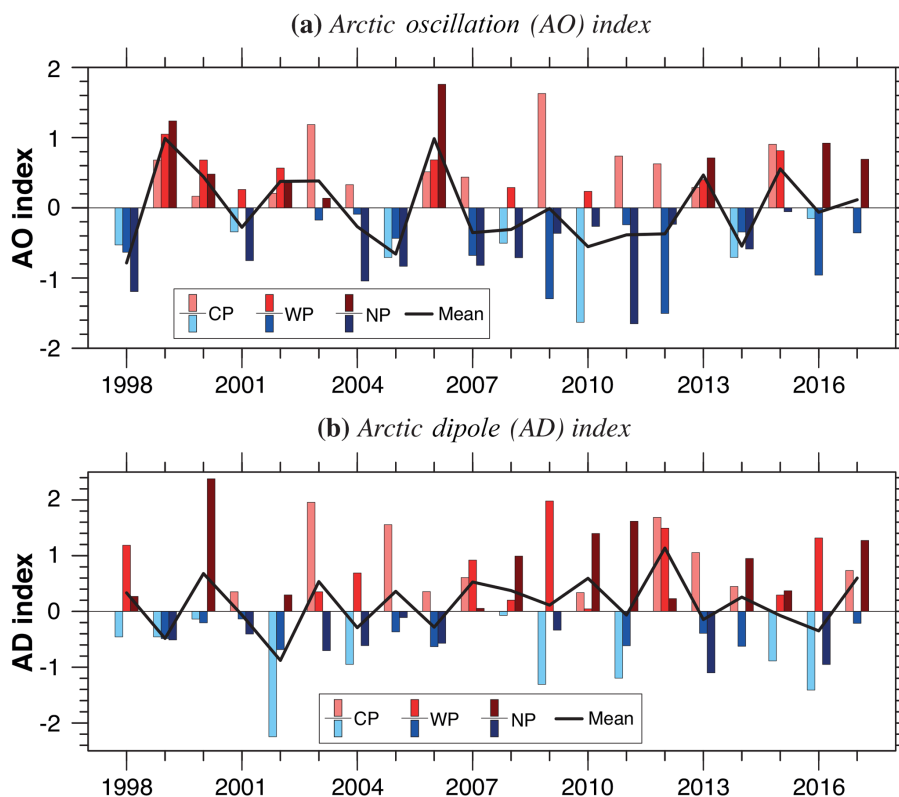 (a) Arctic oscillation (AO) index
AO index
2
1
0
-1
-2
CP WP NP Mean
1998 2001 2004 2007 2010 2013 2016
(b) Arctic dipole (AD) index
AD index
2
1
0
-1
-2
CP WP NP Mean
1998 2001 2004 2007 2010 2013 2016